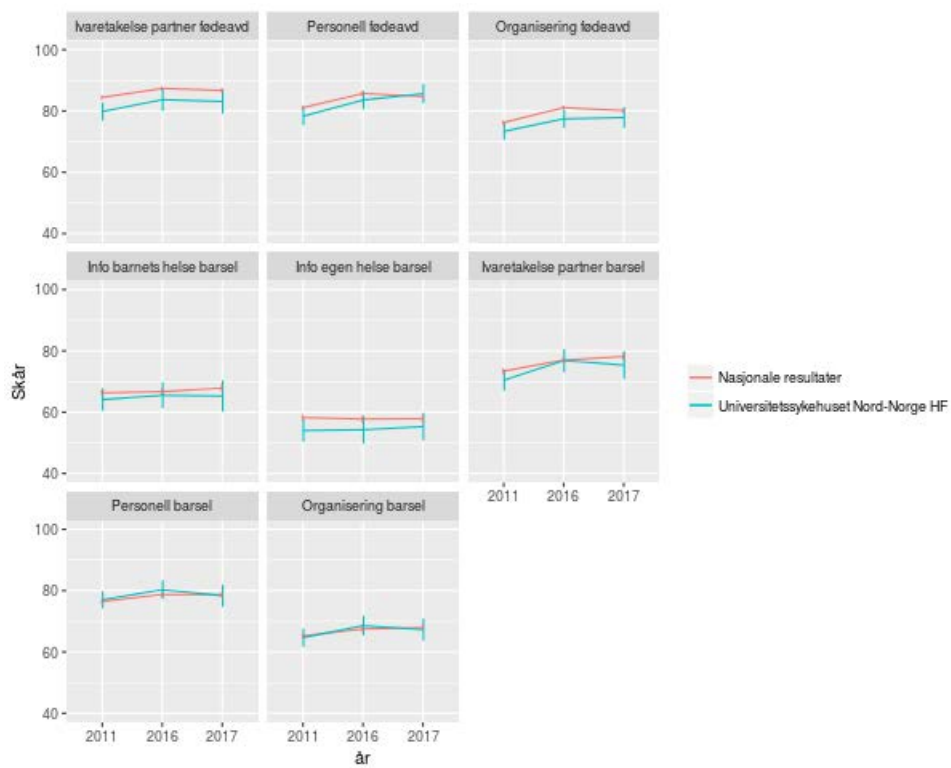 Ivaretakelse partner fødeavd
Personell fødeavd
Organisering fødeavd
100
80
60
40
Info barnets helse barsel
Info egen helse barsel
Ivaretakelse partner barsel
100
80
60
40
2011 2016 2017
Personell barsel
Organisering barsel
100
80
60
40
2011 2016 2017
2011 2016 2017
Skår
år
Nasjonale resultater
Universitetssykehuset Nord-Norge HF